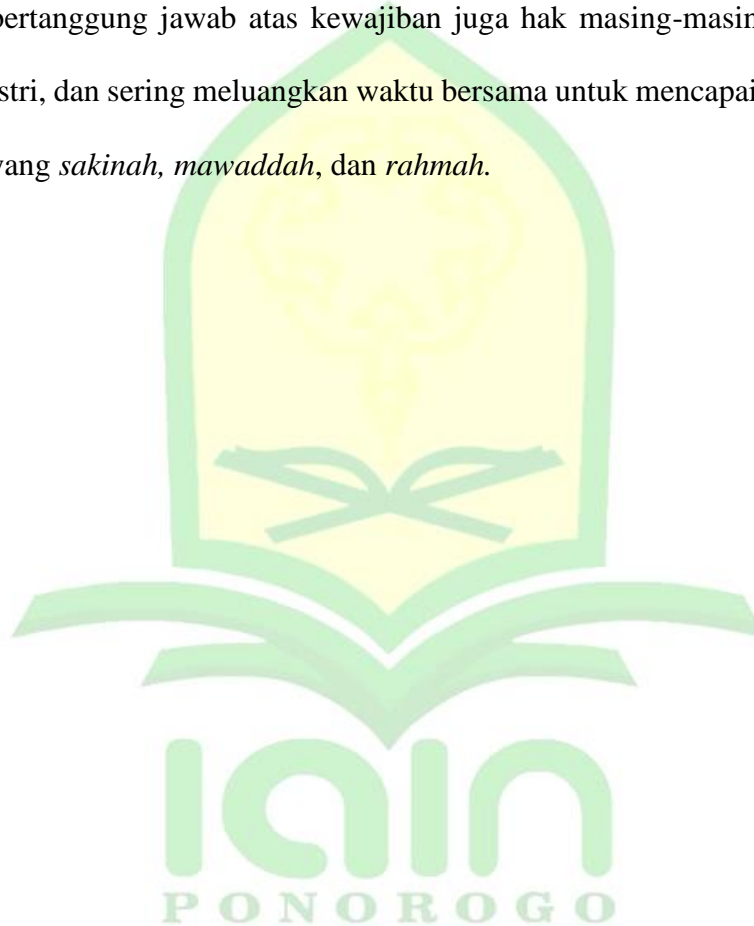 bertanggung jawab atas kewajiban juga hak masing-masin
stri, dan sering meluangkan waktu bersama untuk mencapai
yang sakinah, mawaddah, dan rahmah.
iain
PONOROGO